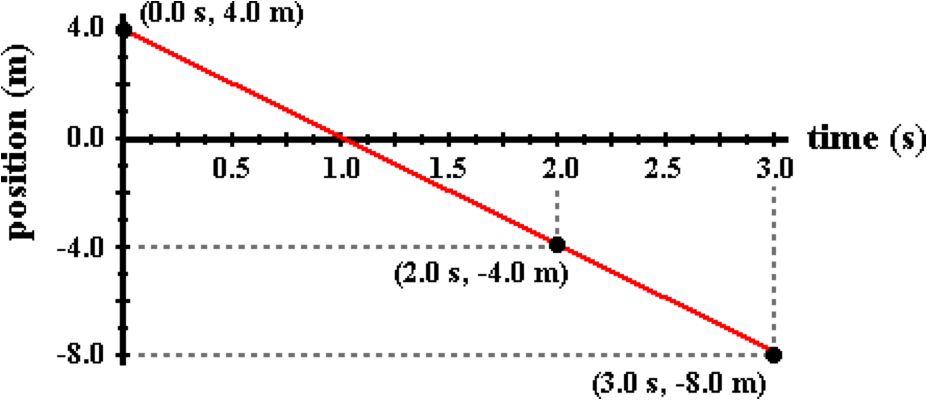 (0.0 s, 4.0 m)
4.0
position (m)
0.0
time (s)
0.5 1.0 1.5 2.0 2.5 3.0
-4.0
(2.0 s, -4.0 m)
-8.0
(3.0 s, -8.0 m)